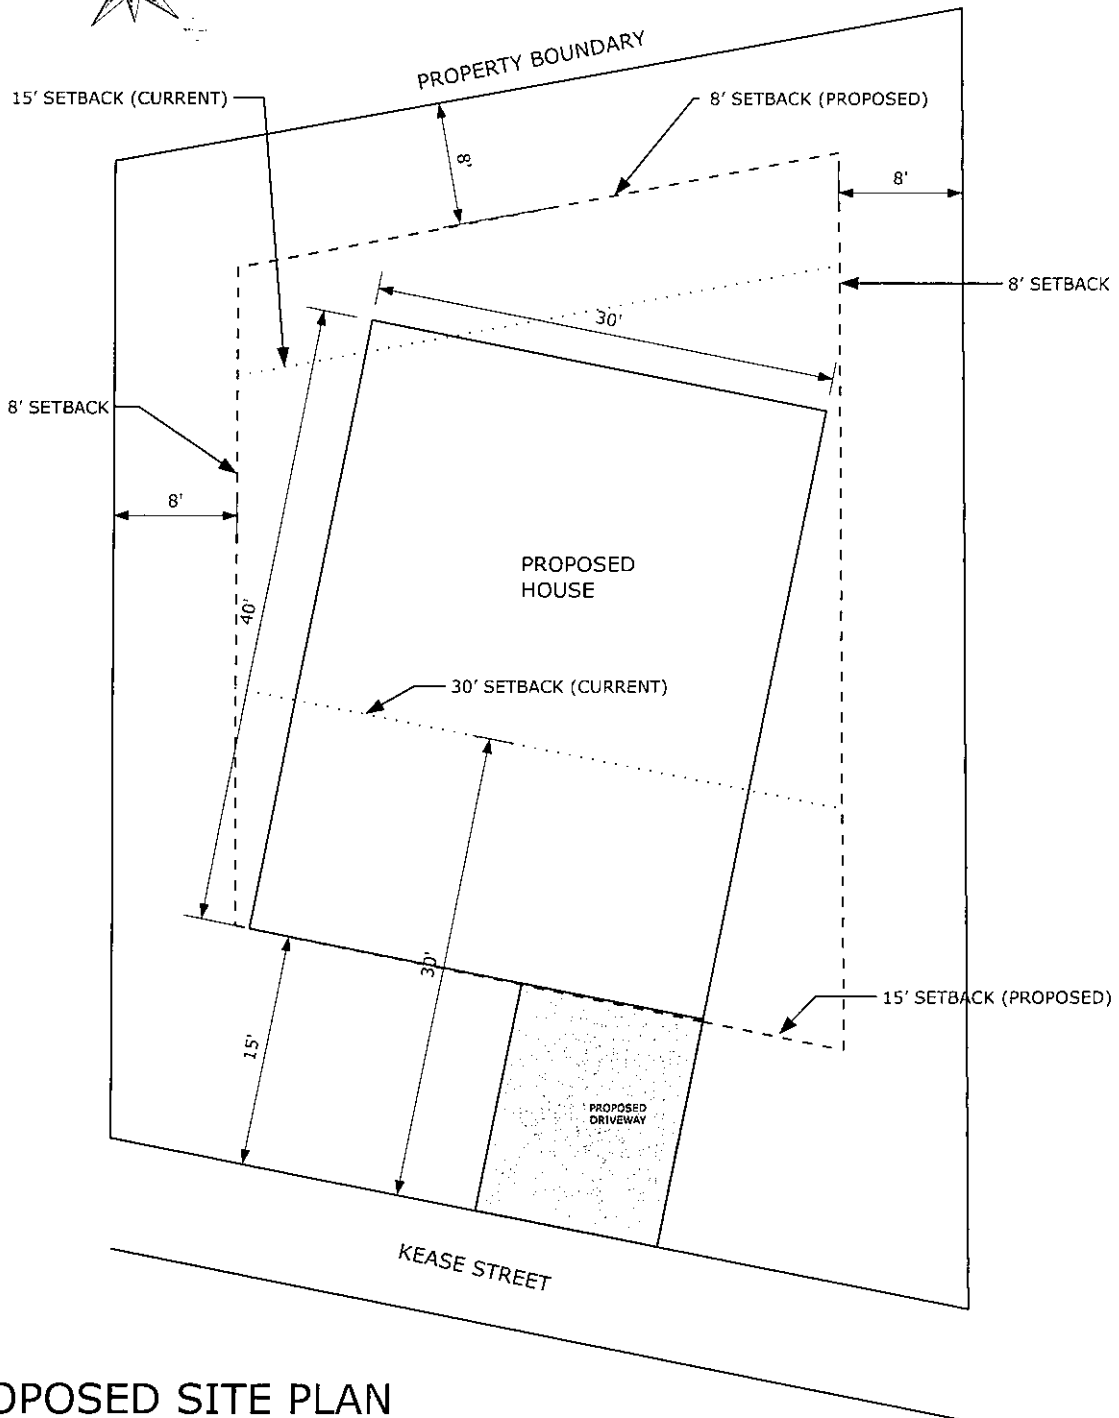 PROPERTY BOUNDARY
15' SETBACK (CURRENT)
8' SETBACK (PROPOSED)
8'
8'
8' SETBACK
30'
8' SETBACK
8'
PROPOSED
HOUSE
40'
30' SETBACK (CURRENT)
30'
15' SETBACK (PROPOSED)
15'
PROPOSED
DRIVEWAY
KEASE STREET
OPOSED SITE PLAN